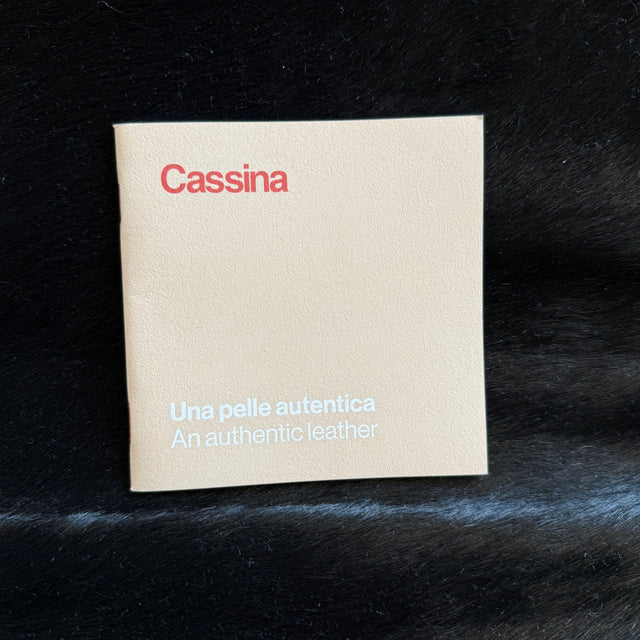 Cassina
Una pelle autentica
An authentic leather